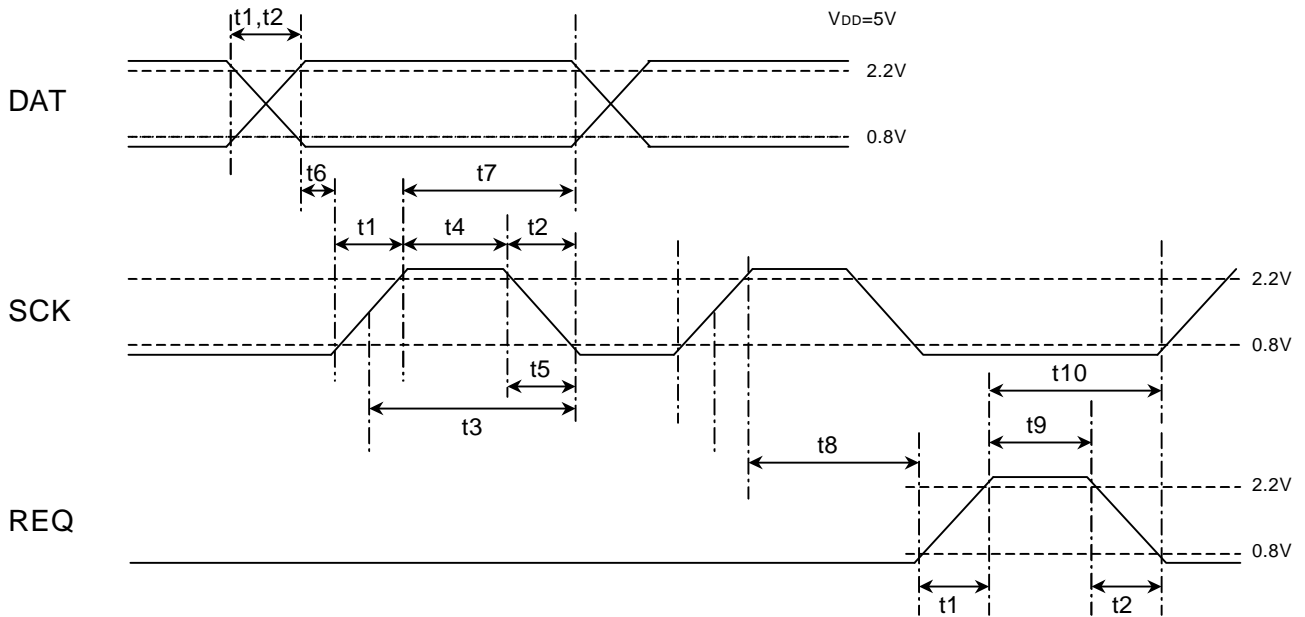 t1,t2
VDD=5V
2.2V
DAT
0.8V
t6
t7
t1
t4
t2
2.2V
SCK
0.8V
t5
t10
t3
t9
t8
2.2V
REQ
0.8V
t1
t2